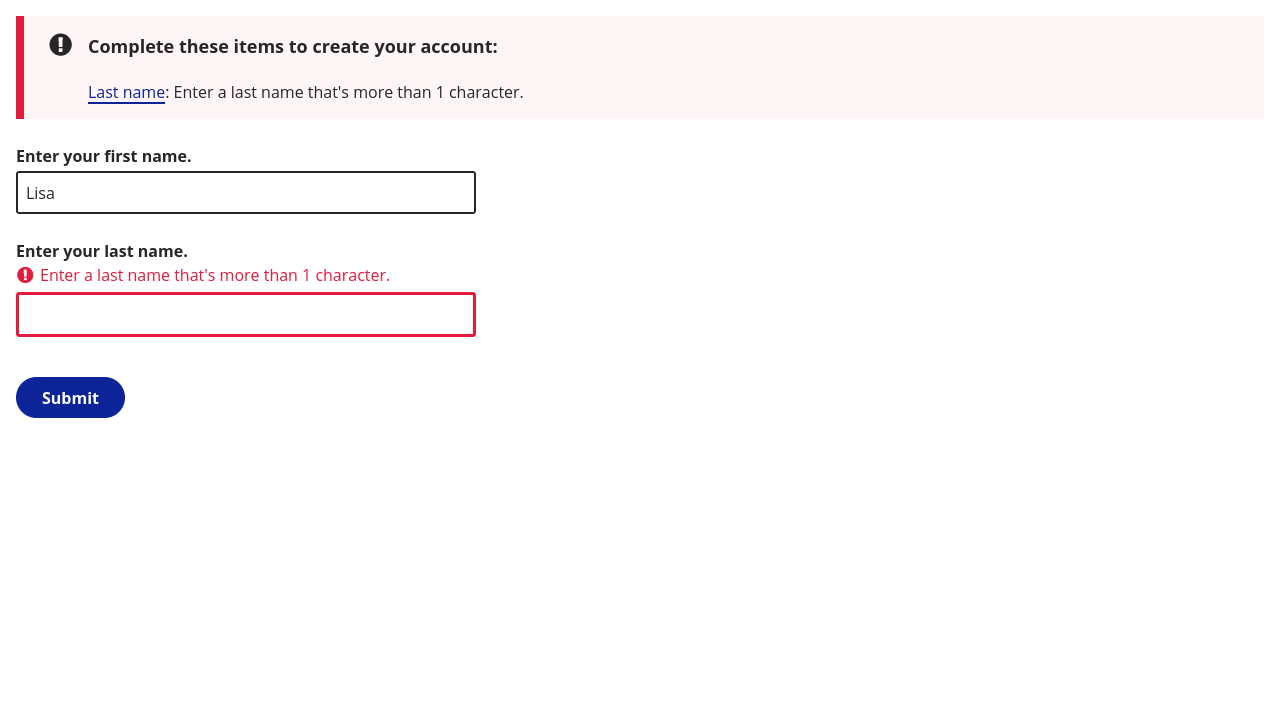 Complete these items to create your account:
Last name: Enter a last name that's more than 1 character.
Enter your first name.
Lisa
Enter your last name.
Enter a last name that's more than 1 character.
Submit